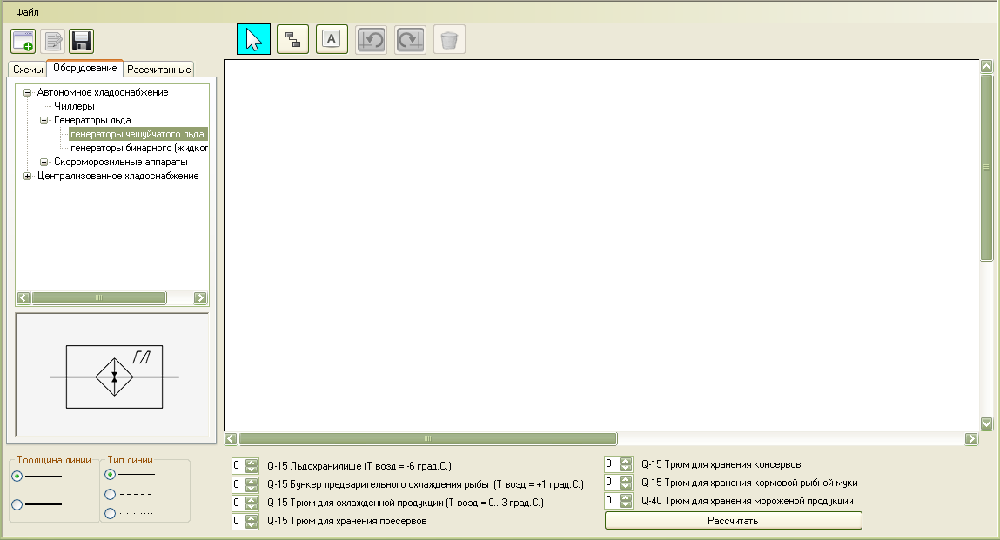 Файл
A
Схемы Оборудование Рассчитанные
Автономное хладоснабжение
Чиллеры
Генераторы льда
генераторы чешуйчатого льда
генераторы бинарного (жидког
Скороморозильные аппараты
Централизованное хладоснабжение
ГЛ
Тоолщина линии Тип линии
0 Q-15 Льдохранилище (Т возд = -6 град.С.)
0 Q-15 Бункер предварительного охлаждения рыбы (Т возд = +1 град.С.)
0 Q-15 Трюм для охлажденной продукции (Т возд = 0...3 град.С.)
0 Q-15 Трюм для хранения пресервов
0 Q-15 Трюм для хранения консервов
0 Q-15 Трюм для хранения кормовой рыбной муки
0 Q-40 Трюм для хранения мороженой продукции
Рассчитать